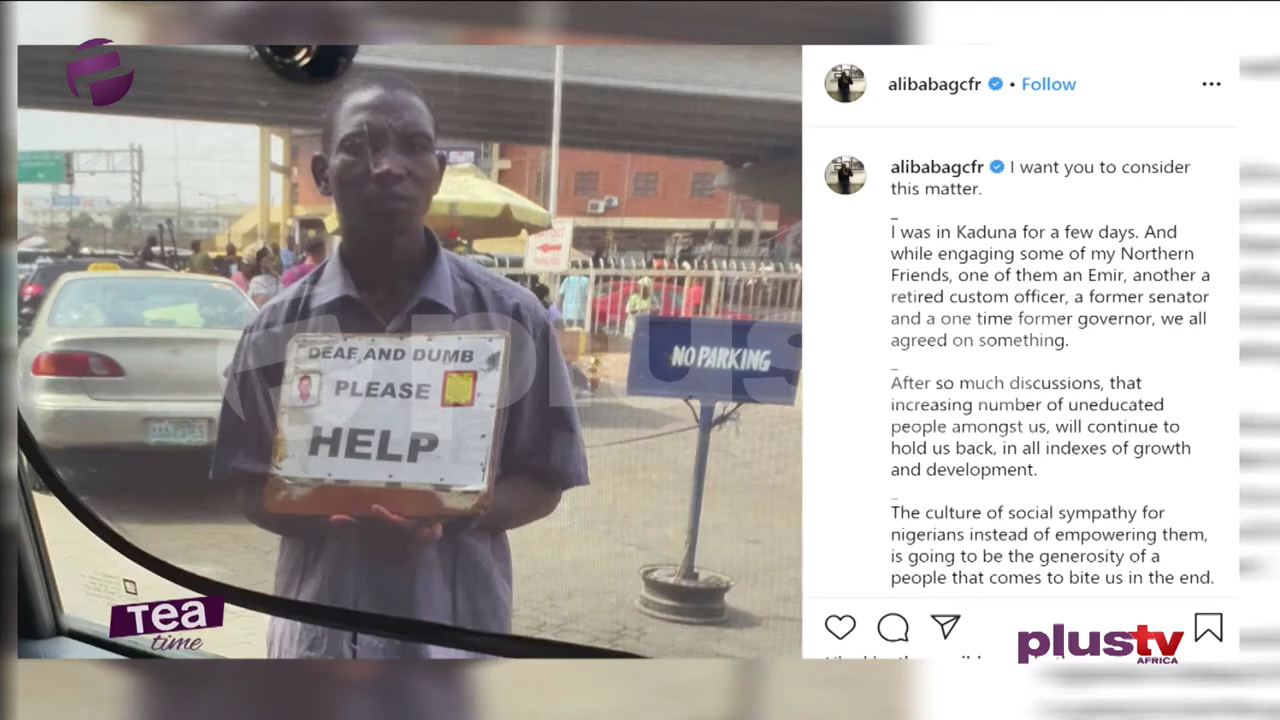 DEAF AND DUMB
PLEASE
HELP
NO PARKING
plus
Tea
time
alibabagcfr • Follow
alibabagcfr I want you to consider
this matter.
_
I was in Kaduna for a few days. And
while engaging some of my Northern
Friends, one of them an Emir, another a
retired custom officer, a former senator
and a one time former governor, we all
agreed on something.
_
After so much discussions, that
increasing number of uneducated
people amongst us, will continue to
hold us back, in all indexes of growth
and development.
_
The culture of social sympathy for
nigerians instead of empowering them,
is going to be the generosity of a
people that comes to bite us in the end.
plustv
AFRICA